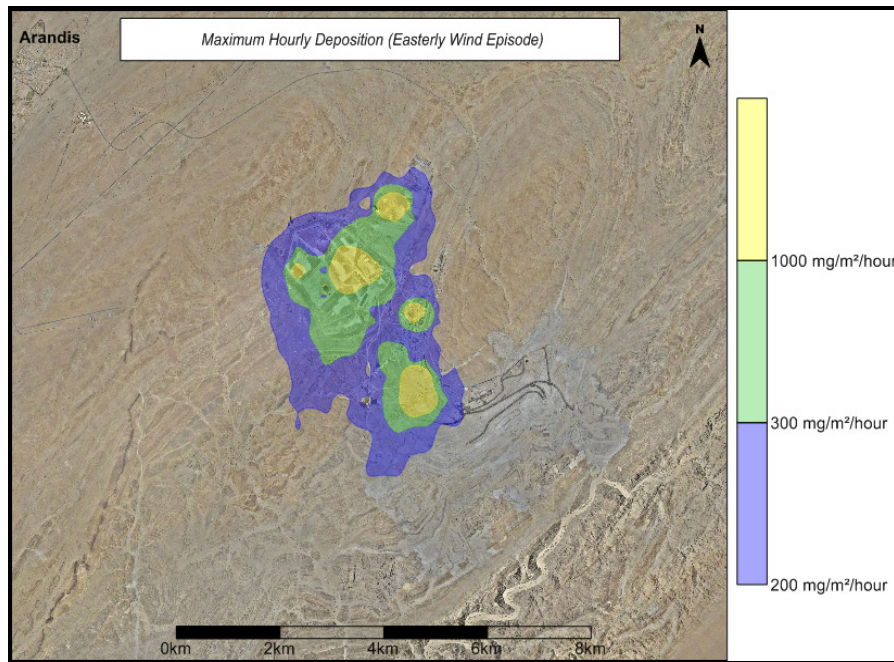 Arandis
Maximum Hourly Deposition (Easterly Wind Episode)
N
1000 mg/m²/hour
300 mg/m²/hour
200 mg/m²/hour
0km 2km 4km 6km 8km